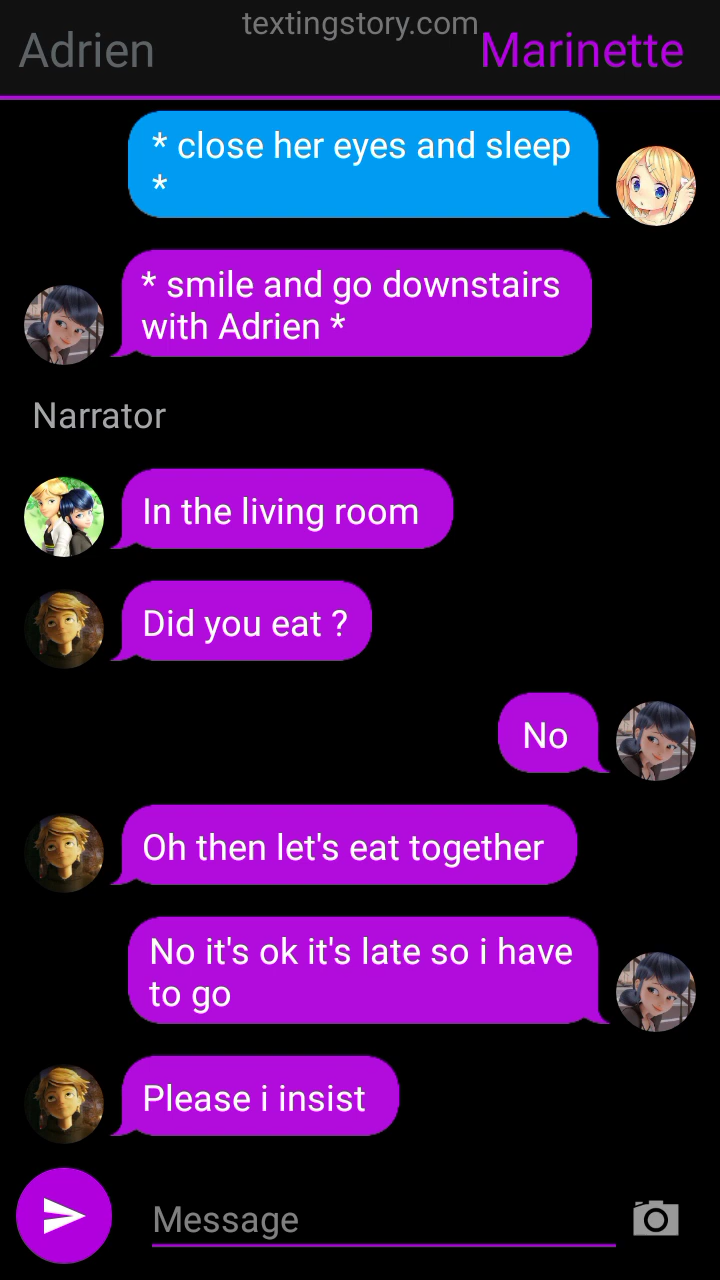 textingstory.com
Adrien
Marinette
* close her eyes and sleep
*
* smile and go downstairs
with Adrien *
Narrator
In the living room
Did you eat ?
No
Oh then let's eat together
No it's ok it's late so i have
to go
Please i insist
Message